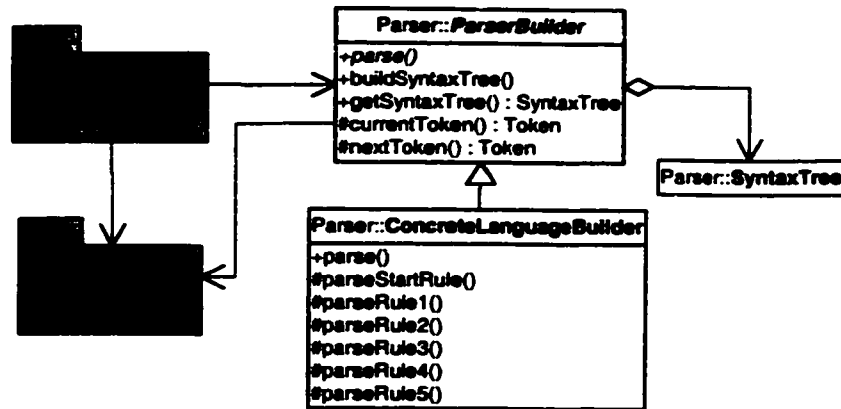 Parser::ParserBuilder
+parse()
+buildSyntaxTree()
+getSyntaxTree() : SyntaxTree
#currentToken() : Token
#nextToken() : Token
Parser::SyntaxTree
Parser::ConcreteLanguageBuilder
+parse()
#parseStartRule()
#parseRule1()
#parseRule2()
#parseRule3()
#parseRule4()
#parseRule5()